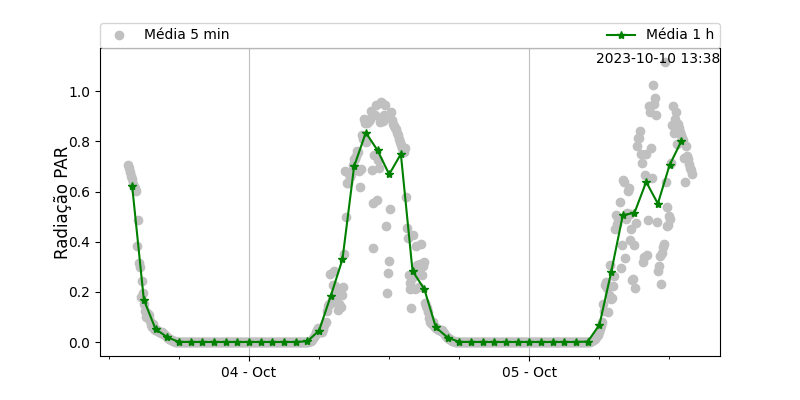 Média 5 min
Média 1 h
2023-10-10 13:38
Radiação PAR
1.0
0.8
0.6
0.4
0.2
0.0
04 - Oct
05 - Oct